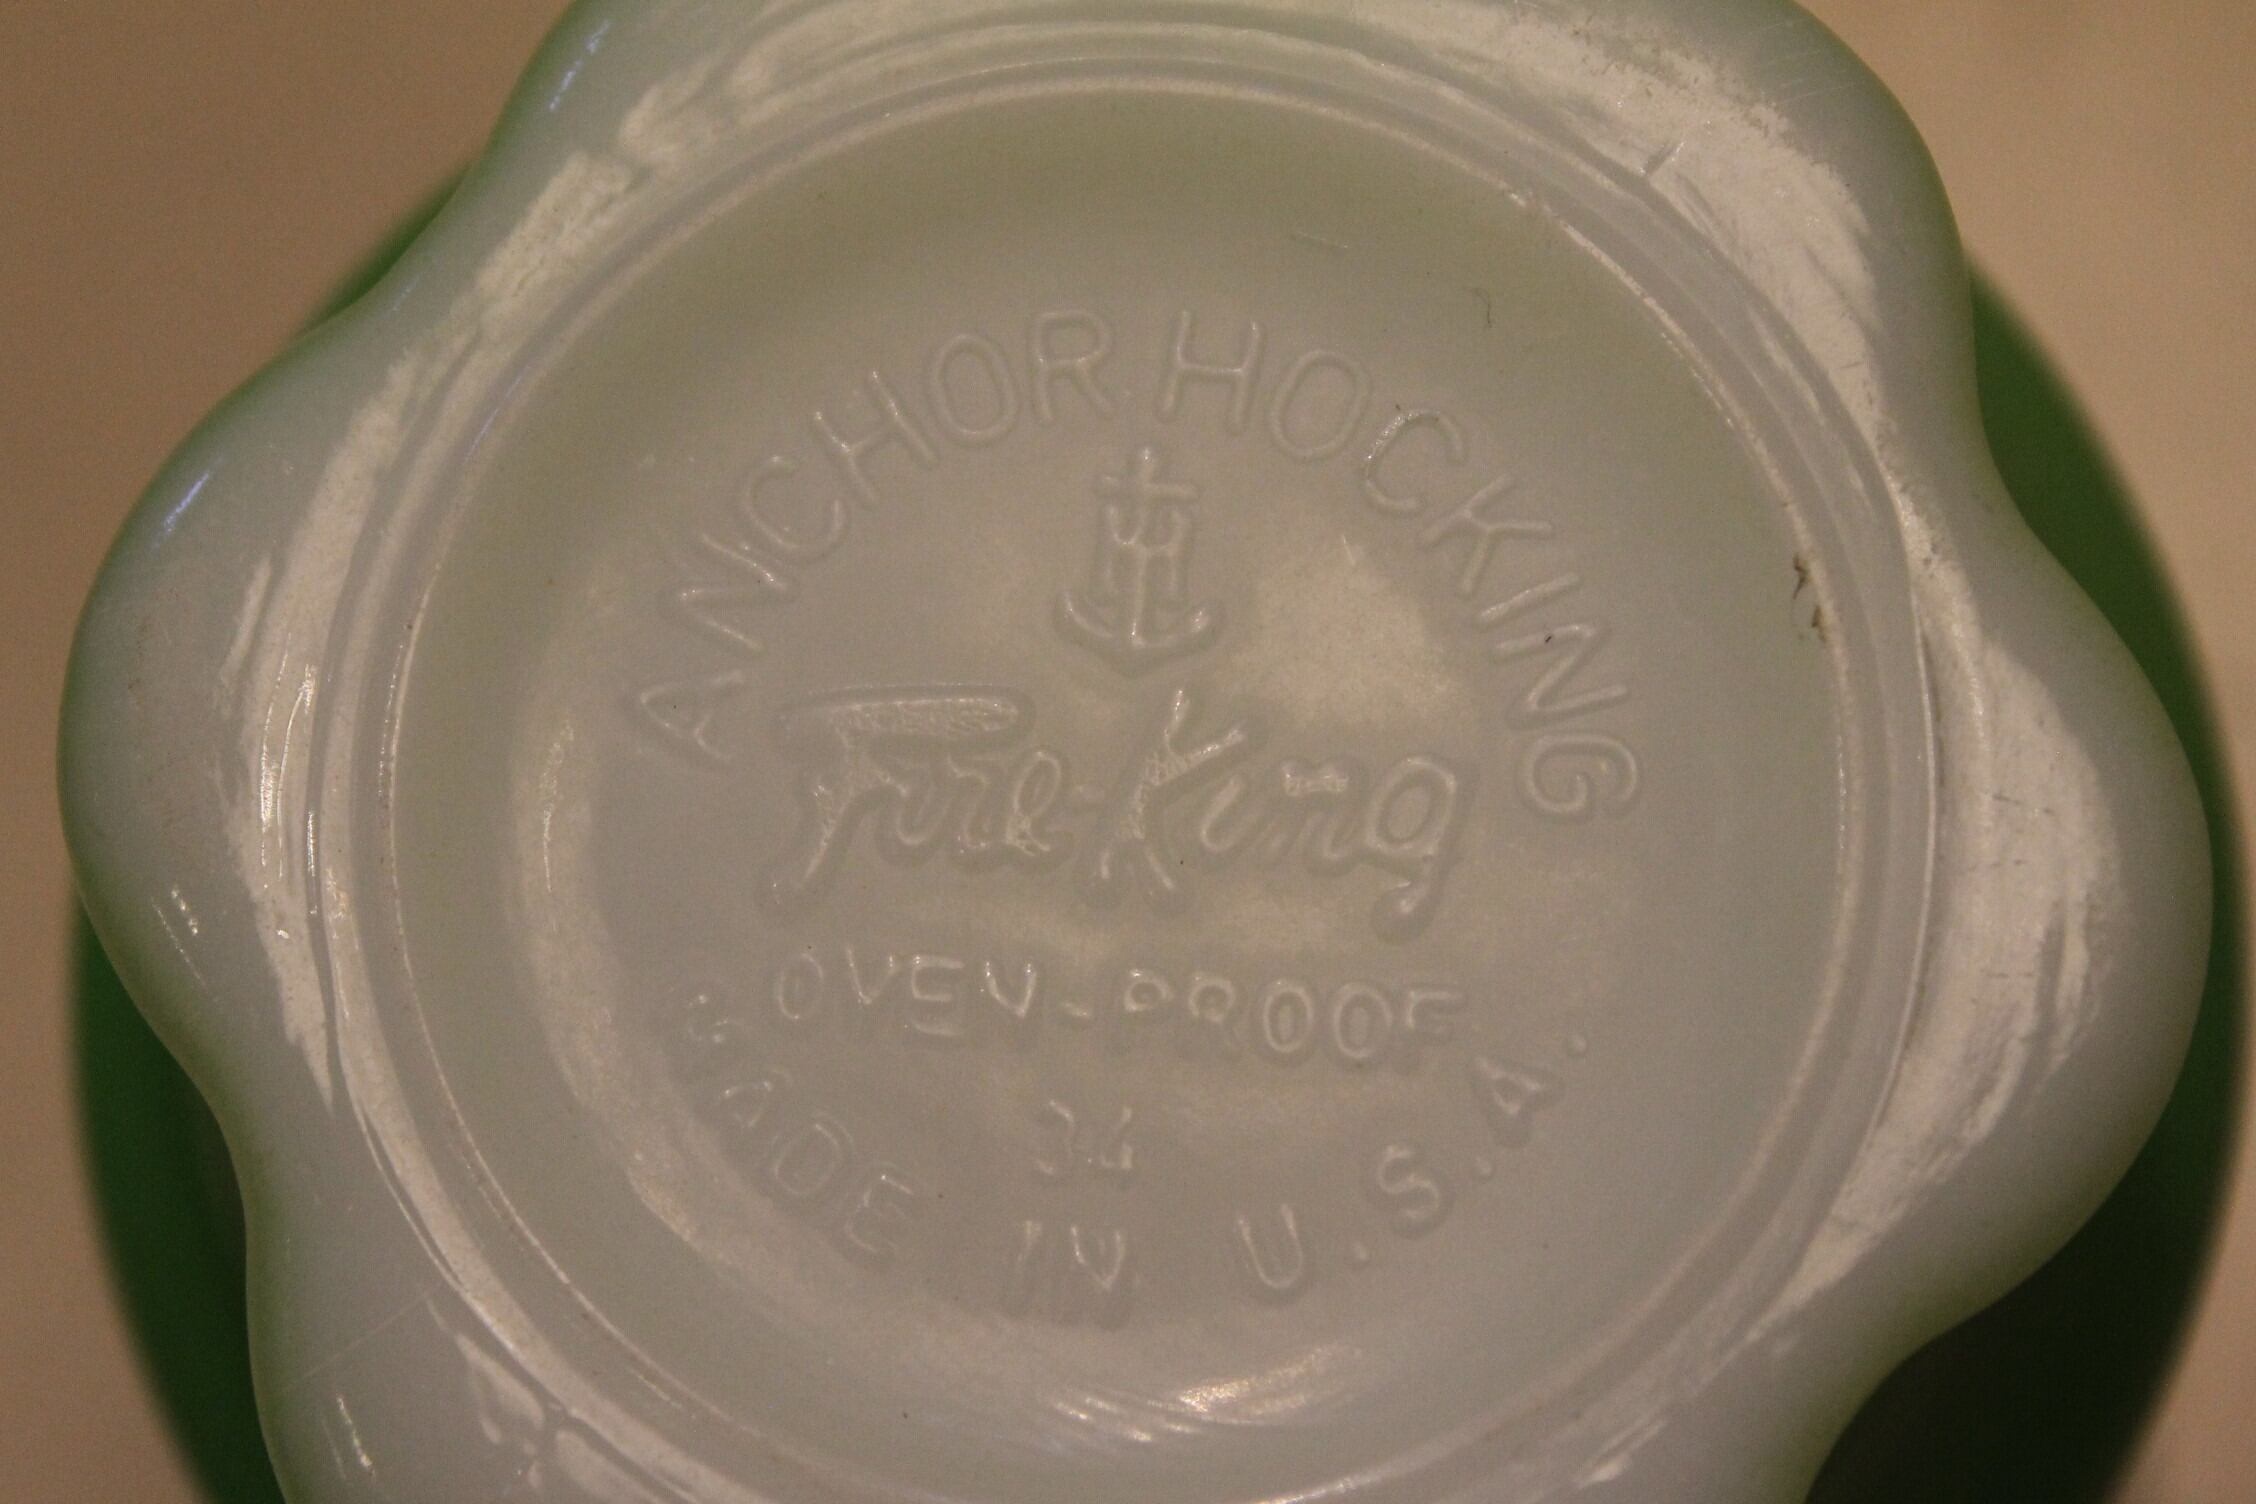 ANCHOR HOCKING
Fire-King
OVEN-PROOF
34
MADE IN U.S.A.